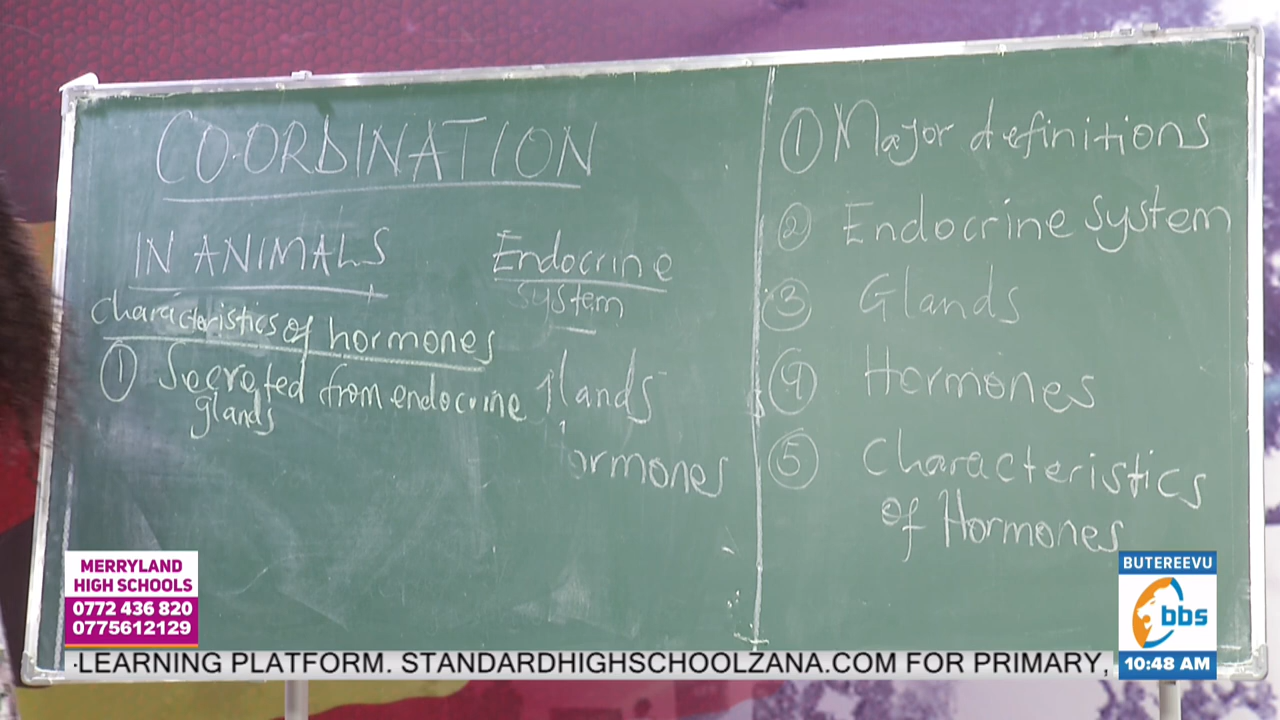 CO-ORDINATION
IN ANIMALS
characteristics of hormones
① Secreted from endocrine
glands
Endocrine
system
glands
hormones
① Major definitions
② Endocrine system
③ Glands
④ Hormones
⑤ Characteristics
of Hormones
MERRYLAND
HIGH SCHOOLS
0772 436 820
0775612129
BUTEREEVU
bbs
10:48 AM
·LEARNING PLATFORM. STANDARDHIGHSCHOOLZANA.COM FOR PRIMARY,